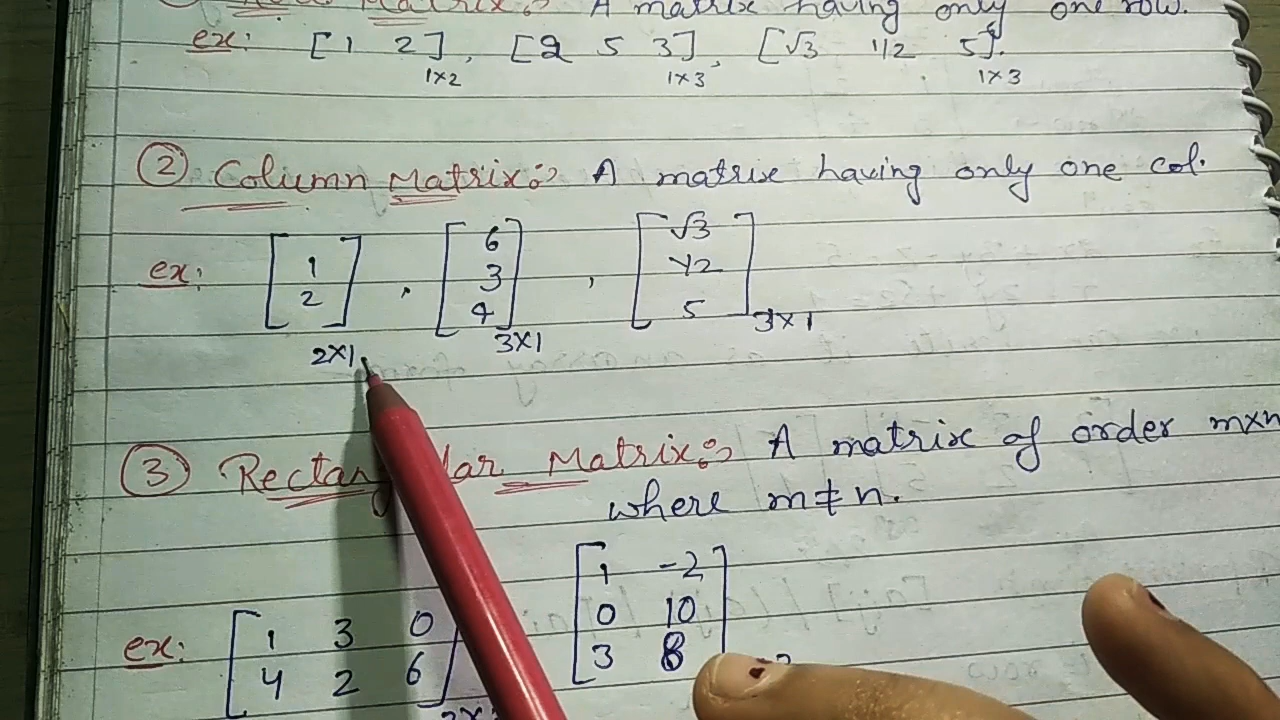 Matrix:- A matrix having only one row.
ex: [1 2]1×2, [2 5 3]1×3, [√3 1/2 5]1×3.
② Column Matrix:- A matrix having only one col.
ex: [1 2]2×1, [6 3 4]3×1, [√3 1/2 5]3×1
③ Rectangular Matrix:- A matrix of order m×n
where m≠n.
ex: [1 3 0
4 2 6]
[1 -2
0 10
3 8]